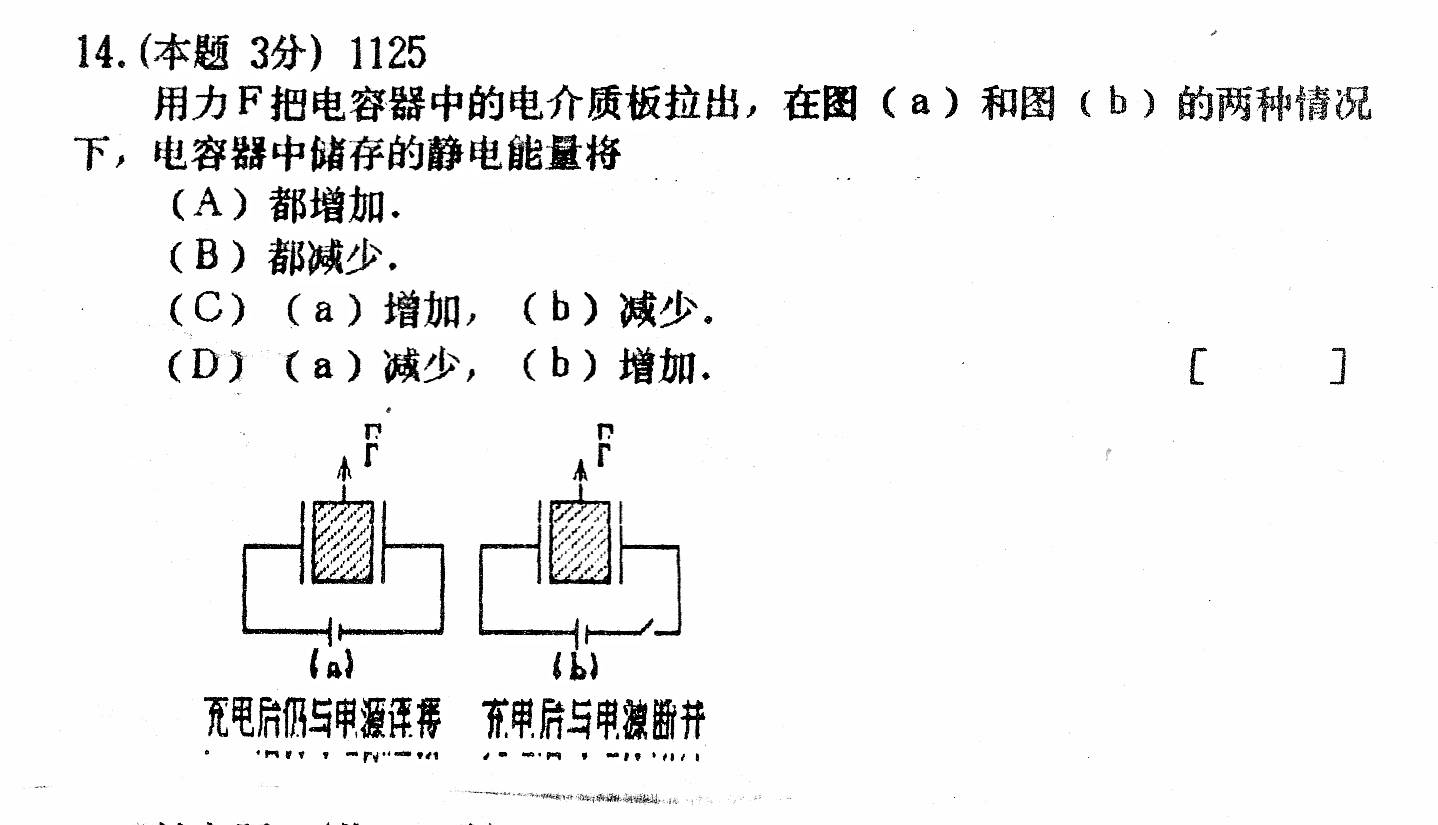 14.(本题 3分) 1125
用力F把电容器中的电介质板拉出，在图（a）和图（b）的两种情况
下，电容器中储存的静电能量将
（A）都增加.
（B）都减少.
（C）（a）增加，（b）减少.
（D）（a）减少，（b）增加.
[ ]
F F
(a) (b)
充电后仍与电源连接 充电后与电源断开